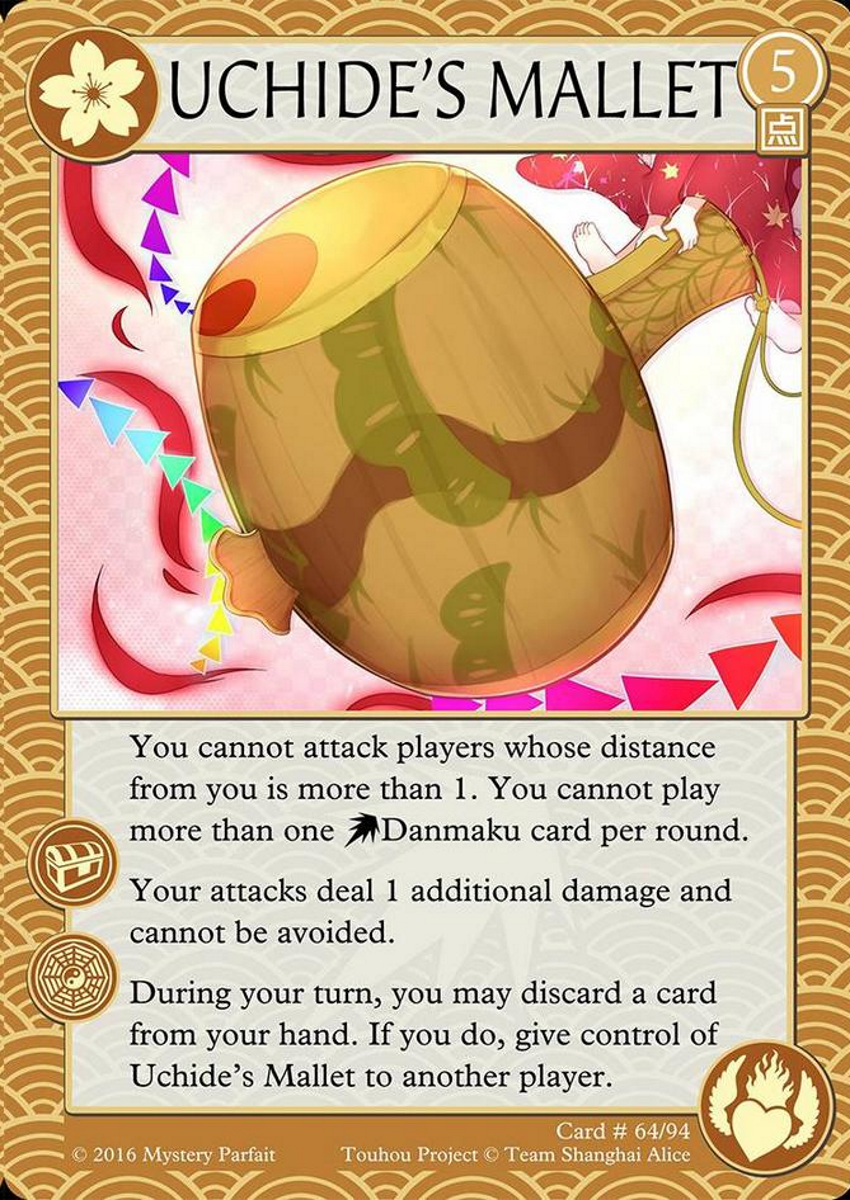 UCHIDE'S MALLET
5
点
You cannot attack players whose distance
from you is more than 1. You cannot play
more than one Danmaku card per round.
Your attacks deal 1 additional damage and
cannot be avoided.
During your turn, you may discard a card
from your hand. If you do, give control of
Uchide's Mallet to another player.
Card # 64/94
© 2016 Mystery Parfait
Touhou Project © Team Shanghai Alice